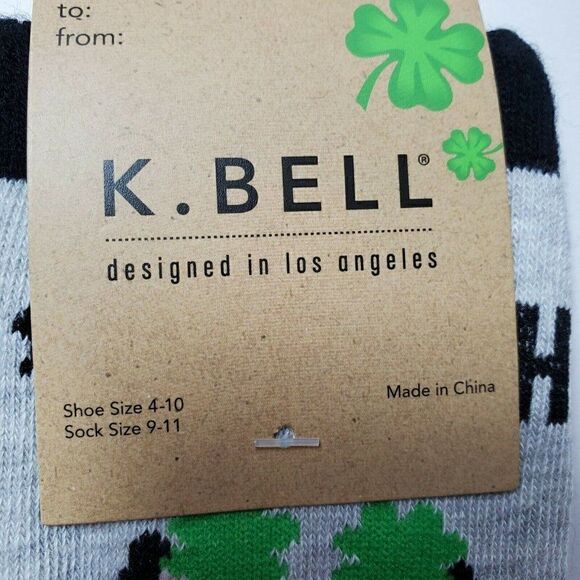 to:
from:
K.BELL®
designed in los angeles
Shoe Size 4-10
Sock Size 9-11
Made in China
H